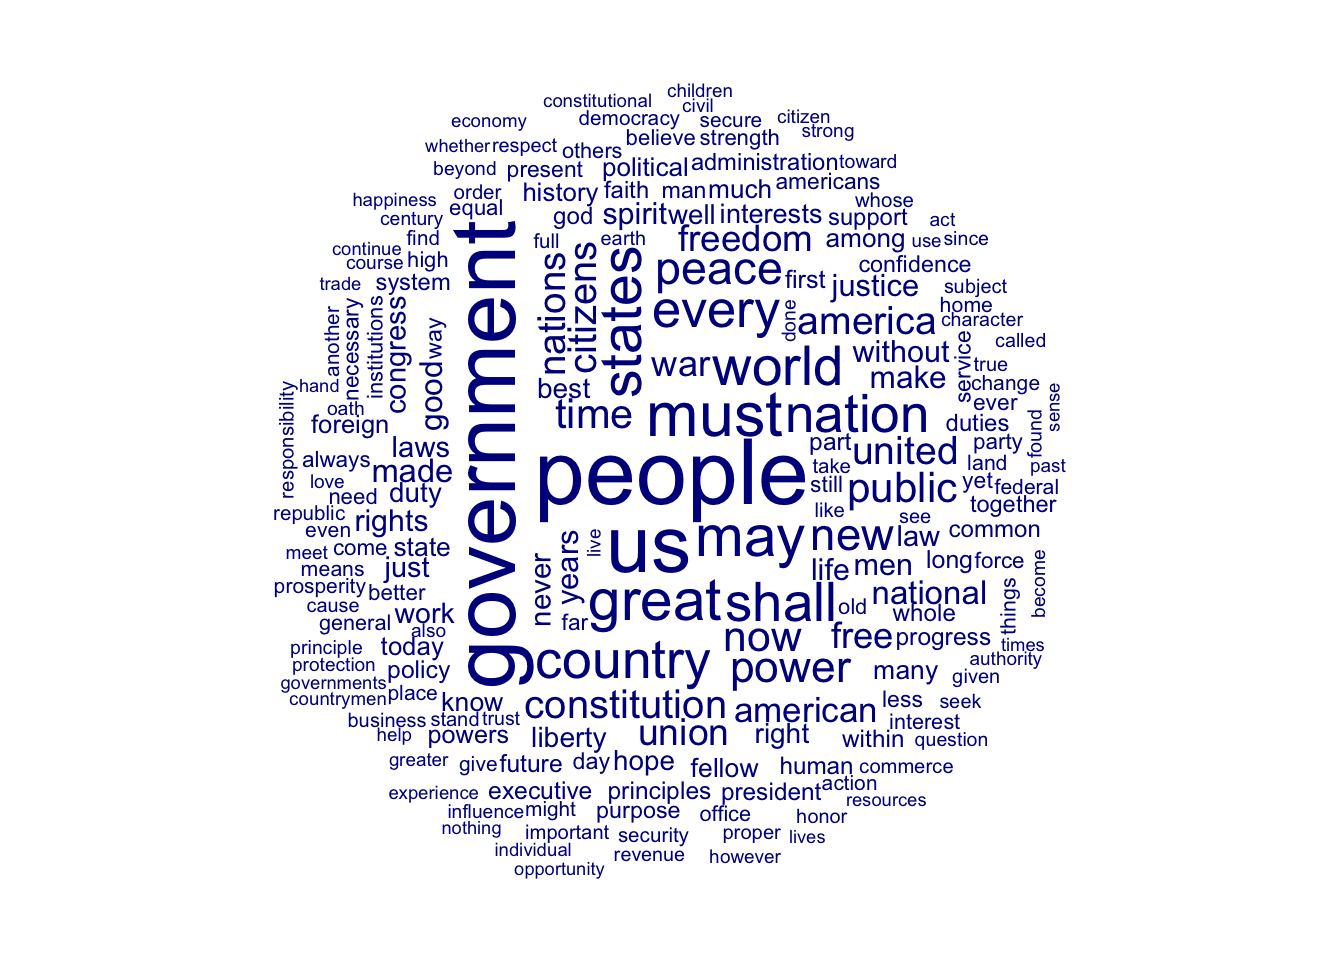 children
constitutional civil
economy democracy secure citizen
believe strength strong
whether respect others
beyond present political administration toward
happiness order history faith man much americans
century equal god spirit well interests support whose
find full earth freedom among act use since
continue
course high peace confidence
trade system first justice subject
government nations citizens states every done america home
another necessary institutions congress good way character
war world without service called
true
hand best make change
responsibility oath time must nation ever sense
foreign duties
laws part united party found
always made people take land past
love
need duty still public yet federal
republic rights like together
even us may new see
meet come state never years live law common
means just life men long force
prosperity better great shall national become
cause work far old whole things
general also
principle today now free progress times
protection policy country power many authority
governments given
countrymen place know constitution american less seek
business stand trust interest
help powers liberty union right within question
greater give future day hope fellow human commerce
experience executive principles president action
influence might purpose office honor resources
nothing important security proper lives
individual revenue however
opportunity